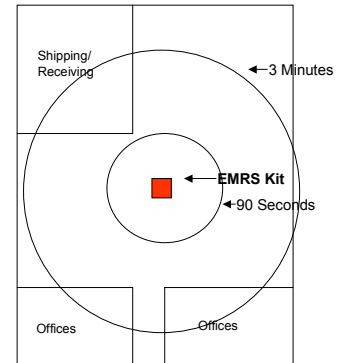 Shipping/
Receiving
3 Minutes
EMRS Kit
90 Seconds
Offices
Offices